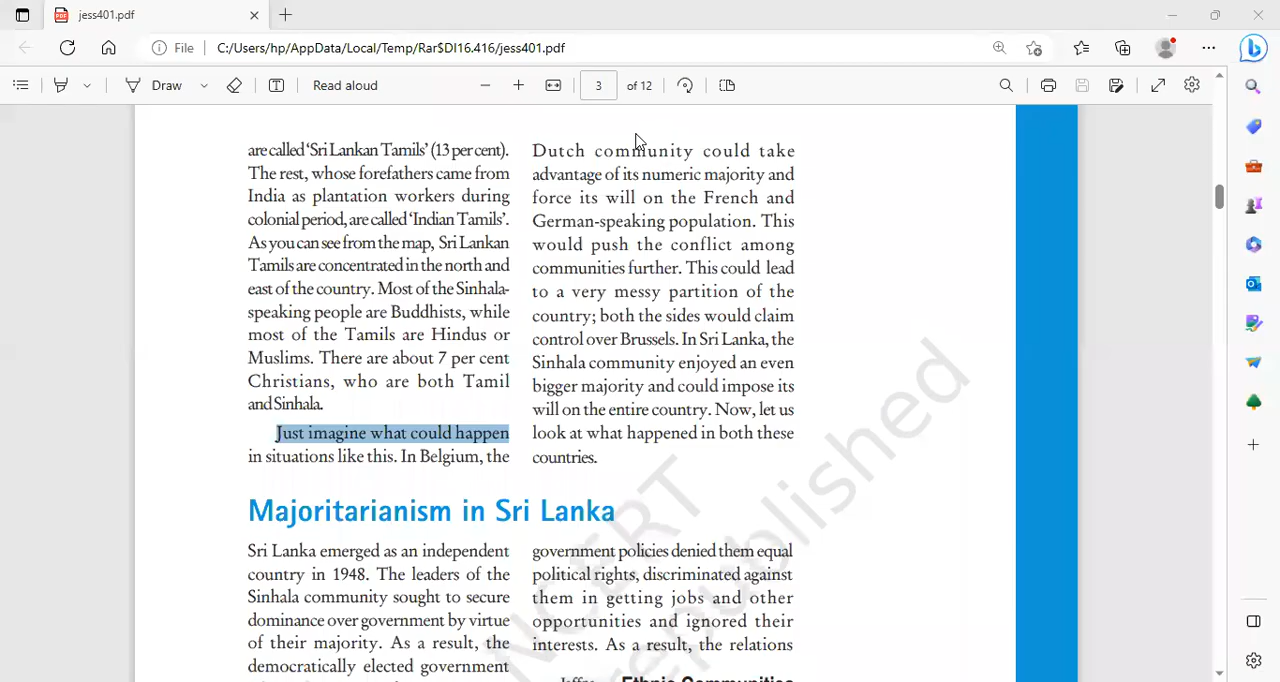 jess401.pdf
File
C:/Users/hp/AppData/Local/Temp/Rar$DI16.416/jess401.pdf
Draw
Read aloud
3
of 12
are called ‘Sri Lankan Tamils’ (13 per cent).
The rest, whose forefathers came from
India as plantation workers during
colonial period, are called ‘Indian Tamils’.
As you can see from the map, Sri Lankan
Tamils are concentrated in the north and
east of the country. Most of the Sinhala-
speaking people are Buddhists, while
most of the Tamils are Hindus or
Muslims. There are about 7 per cent
Christians, who are both Tamil
and Sinhala.
Just imagine what could happen
in situations like this. In Belgium, the
Dutch community could take
advantage of its numeric majority and
force its will on the French and
German-speaking population. This
would push the conflict among
communities further. This could lead
to a very messy partition of the
country; both the sides would claim
control over Brussels. In Sri Lanka, the
Sinhala community enjoyed an even
bigger majority and could impose its
will on the entire country. Now, let us
look at what happened in both these
countries.
Majoritarianism in Sri Lanka
Sri Lanka emerged as an independent
country in 1948. The leaders of the
Sinhala community sought to secure
dominance over government by virtue
of their majority. As a result, the
democratically elected government
government policies denied them equal
political rights, discriminated against
them in getting jobs and other
opportunities and ignored their
interests. As a result, the relations
Jaffna
Ethnic Communities
NCERT
republished